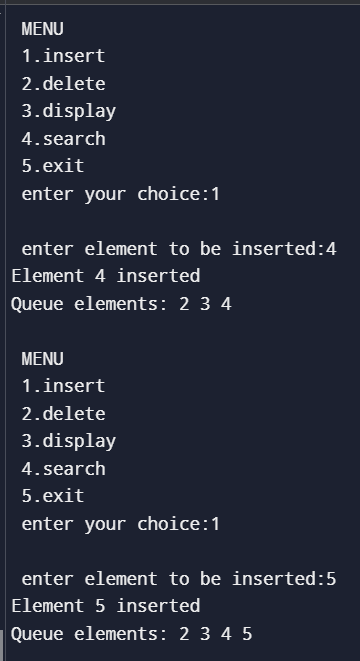 MENU
1.insert
2.delete
3.display
4.search
5.exit
enter your choice:1
enter element to be inserted:4
Element 4 inserted
Queue elements: 2 3 4
MENU
1.insert
2.delete
3.display
4.search
5.exit
enter your choice:1
enter element to be inserted:5
Element 5 inserted
Queue elements: 2 3 4 5